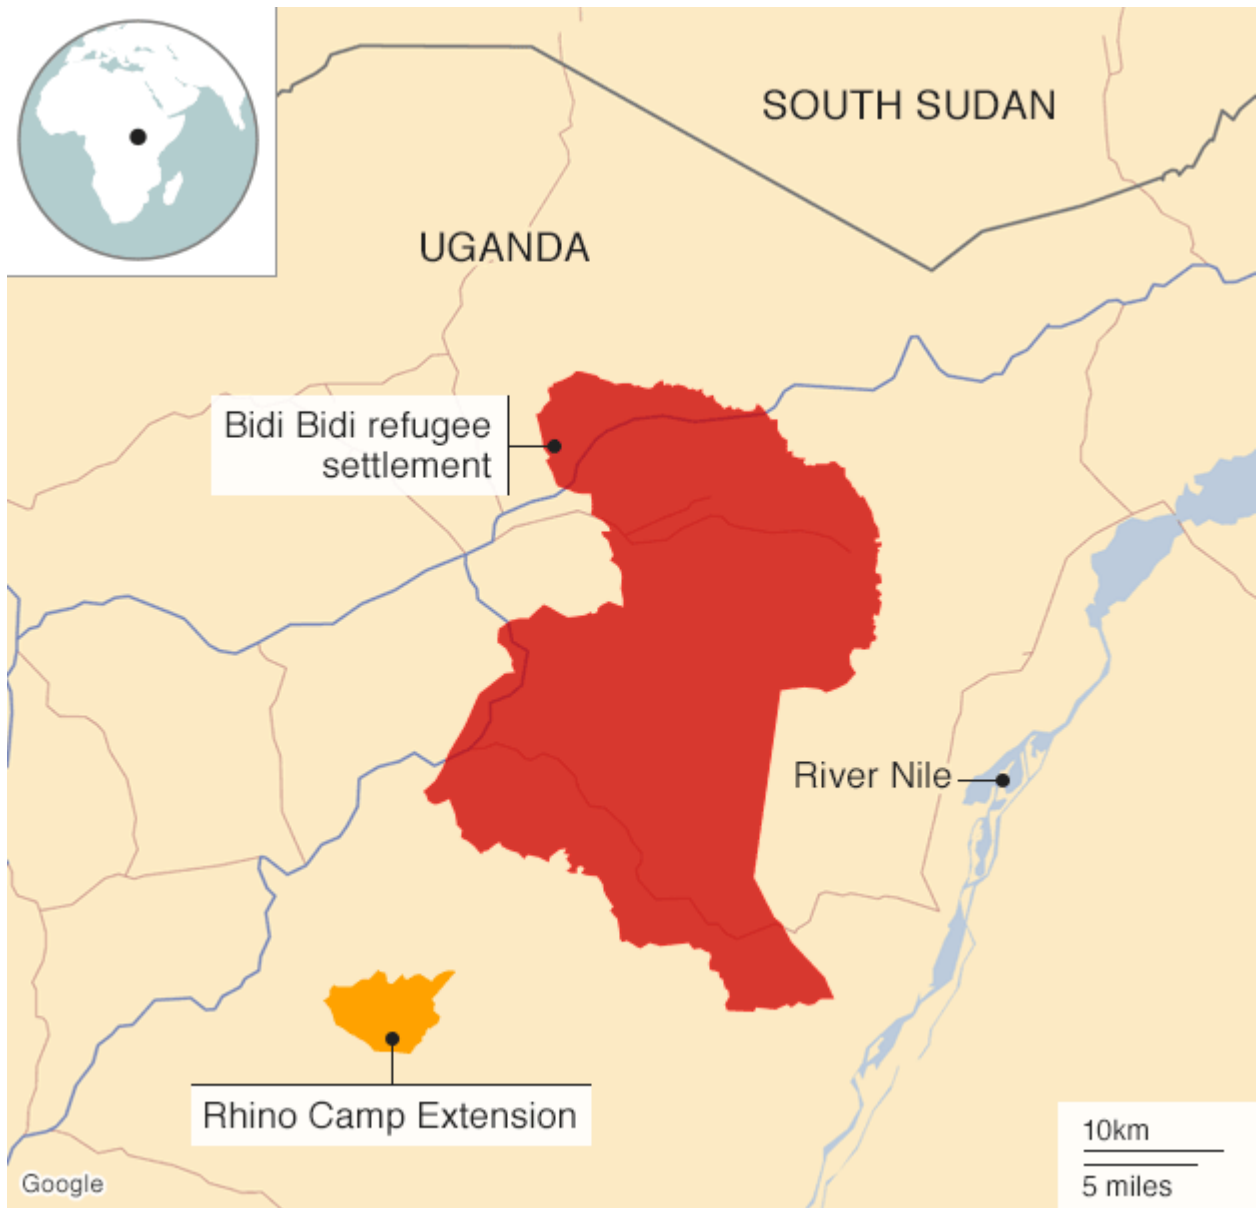 SOUTH SUDAN
UGANDA
Bidi Bidi refugee
settlement
River Nile
Rhino Camp Extension
10km
5 miles
Google